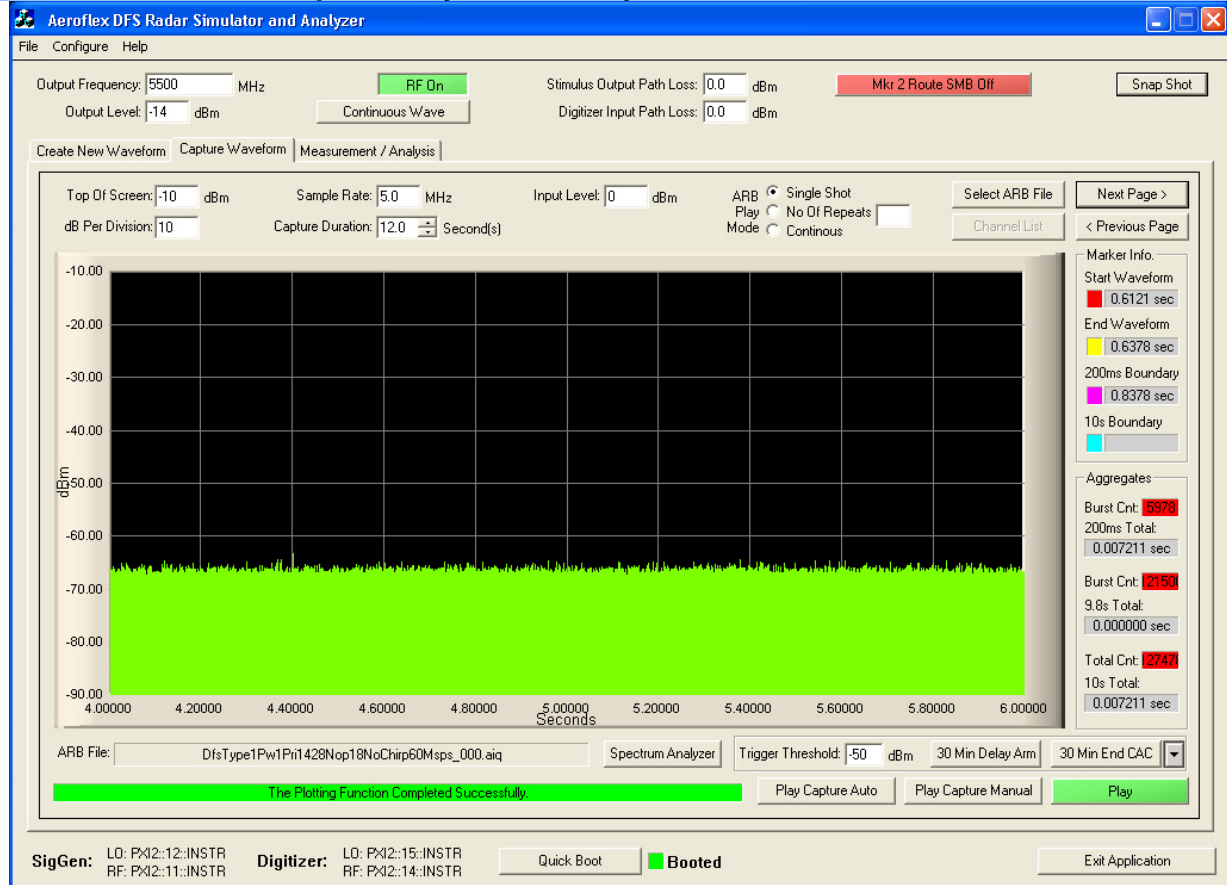 Aeroflex DFS Radar Simulator and Analyzer
File Configure Help
Output Frequency: 5500 MHz RF On Stimulus Output Path Loss: 0.0 dBm Mkr 2 Route SMB Off Snap Shot
Output Level: -14 dBm Continuous Wave Digitizer Input Path Loss: 0.0 dBm
Create New Waveform Capture Waveform Measurement / Analysis
Top Of Screen: -10 dBm Sample Rate: 5.0 MHz Input Level: 0 dBm ARB Play Mode Single Shot Select ARB File Next Page >
No Of Repeats
dB Per Division: 10 Capture Duration: 12.0 Second(s) Continous Channel List < Previous Page
Marker Info.
Start Waveform
0.6121 sec
End Waveform
0.6378 sec
200ms Boundary
0.8378 sec
10s Boundary
Aggregates
Burst Cnt: 5978
200ms Total:
0.007211 sec
Burst Cnt: 2150
9.8s Total:
0.000000 sec
Total Cnt: 2747
10s Total:
0.007211 sec
-10.00
-20.00
-30.00
-40.00
-50.00
-60.00
-70.00
-80.00
-90.00
dBm
4.00000 4.20000 4.40000 4.60000 4.80000 5.00000 5.20000 5.40000 5.60000 5.80000 6.00000
Seconds
ARB File: DfsType1Pw1Pri1428Nop18NoChirp60Msps_000.aiq Spectrum Analyzer Trigger Threshold: -50 dBm 30 Min Delay Arm 30 Min End CAC
The Plotting Function Completed Successfully. Play Capture Auto Play Capture Manual Play
SigGen: LO: PXI2::12::INSTR Digitizer: LO: PXI2::15::INSTR Quick Boot Booted Exit Application
RF: PXI2::11::INSTR RF: PXI2::14::INSTR